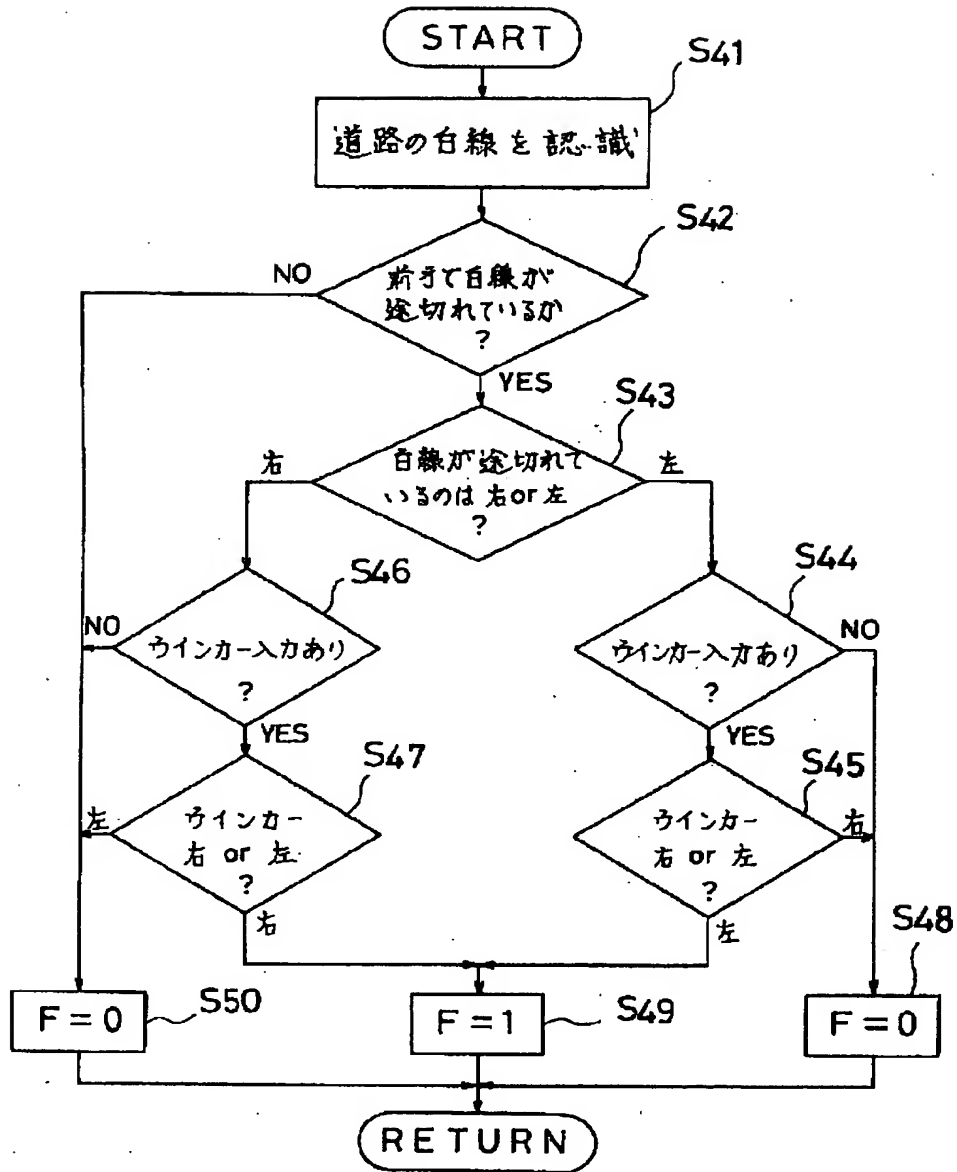 START
S41
道路の白線を認識
S42
前方で白線が
途切れているか
?
NO
YES
S43
白線が途切れて
いるのは 右or 左
?
右
左
S46
ウインカー入力あり
?
NO
YES
S44
ウインカー入力あり
?
NO
YES
S47
ウインカー
右 or 左
?
左
右
S45
ウインカー
右 or 左
?
右
左
S48
F=0
S50
F=1
S49
F=0
RETURN